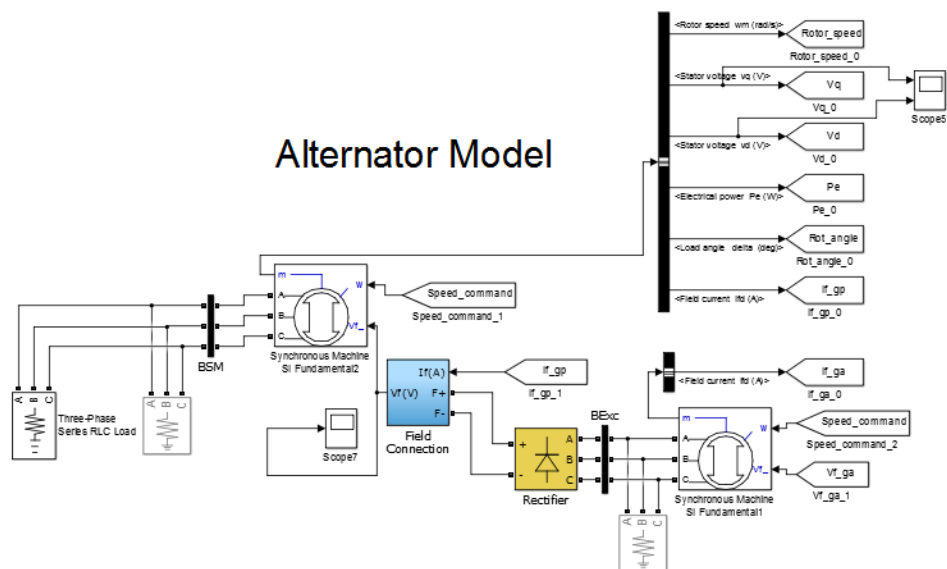 Alternator Model
<Rotor speed wm (rad/s)>
Rotor_speed
Rotor_speed_0
<Stator voltage vq (V)>
Vq
Vq_0
Scope5
<Stator voltage vd (V)>
Vd
Vd_0
<Electrical power Pe (W)>
Pe
Pe_0
<Load angle delta (deg)>
Rot_angle
Rot_angle_0
<Field current Ifd (A)>
If_gp
If_gp_0
m
A
B
C
w
Vf_
Synchronous Machine
SI Fundamental2
Speed_command
Speed_command_1
BSM
A B C
Three-Phase
Series RLC Load
A B C
Scope7
If(A)
Vf(V)
F+
F-
Field
Connection
If_gp
If_gp_1
+
-
A
B
C
Rectifier
BExc
<Field current Ifd (A)>
If_ga
If_ga_0
m
A
B
C
w
Vf_
Synchronous Machine
SI Fundamental1
Speed_command
Speed_command_2
Vf_ga
Vf_ga_1
A B C